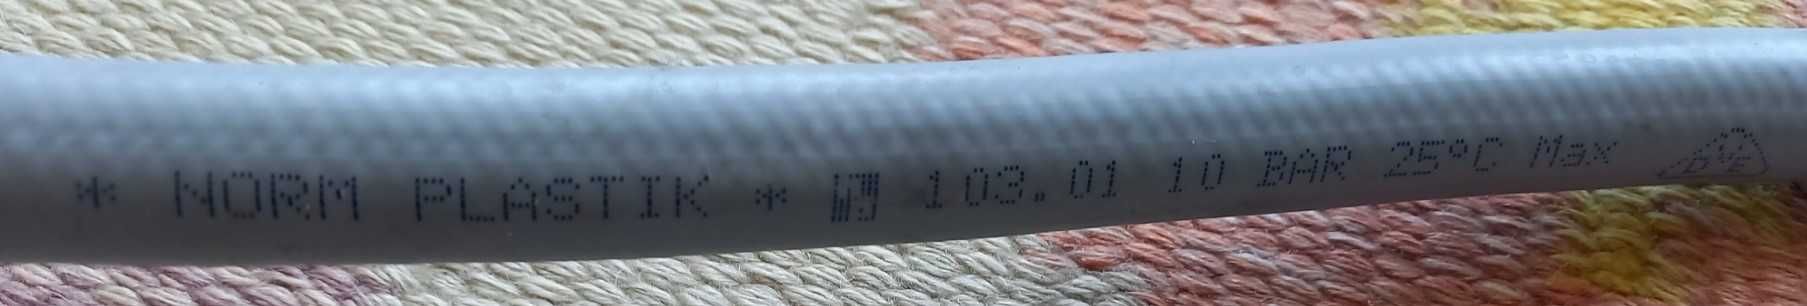 * NORM PLASTIK * 103.01 10 BAR 25°C Max